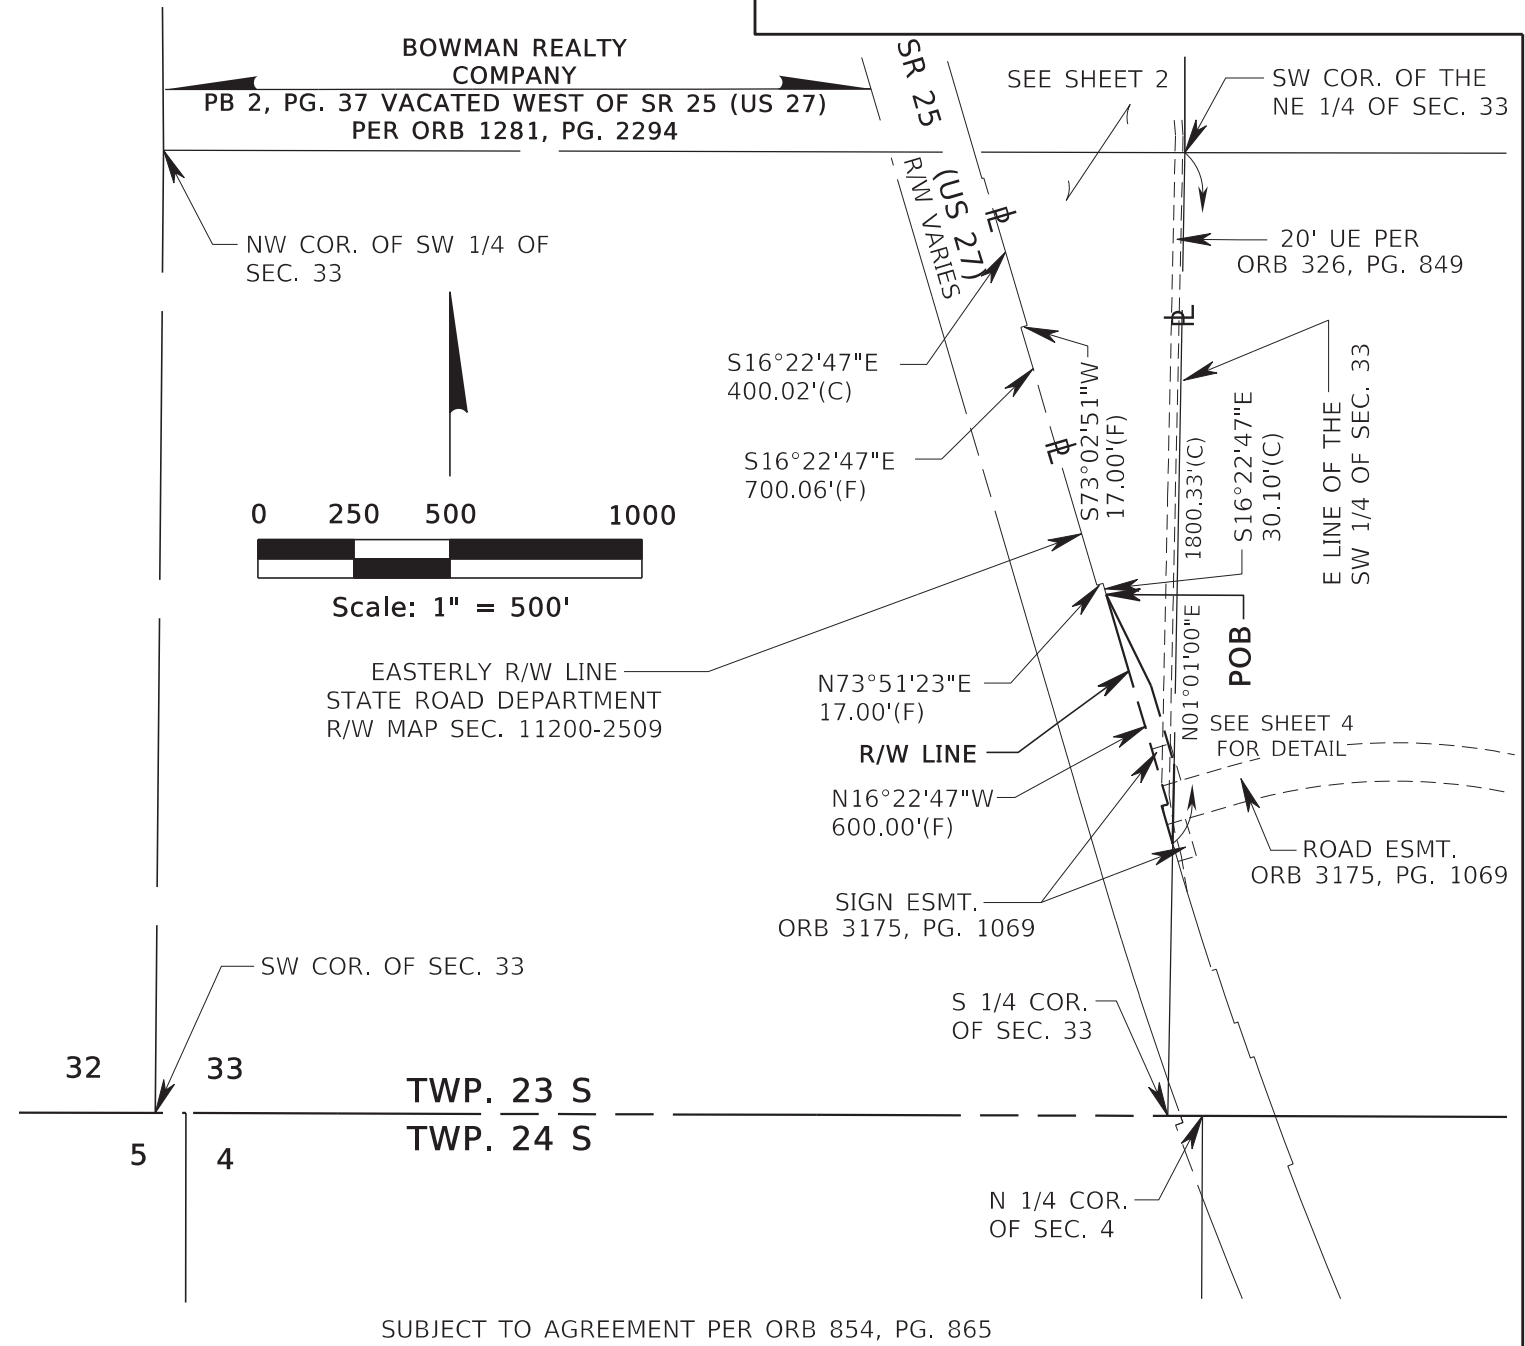 BOWMAN REALTY
COMPANY
PB 2, PG. 37 VACATED WEST OF SR 25 (US 27)
PER ORB 1281, PG. 2294
SR 25 (US 27)
R/W VARIES
SEE SHEET 2
SW COR. OF THE
NE 1/4 OF SEC. 33
NW COR. OF SW 1/4 OF
SEC. 33
20' UE PER
ORB 326, PG. 849
PL
PL
PL
S16°22'47"E
400.02'(C)
S16°22'47"E
700.06'(F)
S73°02'51"W
17.00'(F)
1800.33'(C)
N01°01'00"E
S16°22'47"E
30.10'(C)
E LINE OF THE
SW 1/4 OF SEC. 33
0 250 500 1000
Scale: 1" = 500'
POB
EASTERLY R/W LINE
STATE ROAD DEPARTMENT
R/W MAP SEC. 11200-2509
N73°51'23"E
17.00'(F)
R/W LINE
N16°22'47"W
600.00'(F)
SEE SHEET 4
FOR DETAIL
ROAD ESMT.
ORB 3175, PG. 1069
SIGN ESMT.
ORB 3175, PG. 1069
SW COR. OF SEC. 33
S 1/4 COR.
OF SEC. 33
32 33
TWP. 23 S
TWP. 24 S
5 4
N 1/4 COR.
OF SEC. 4
SUBJECT TO AGREEMENT PER ORB 854, PG. 865